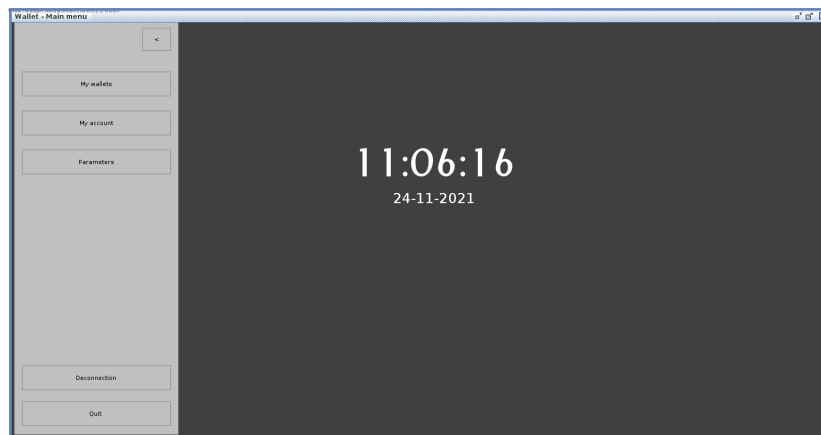 Wallet - Main menu
<
My wallets
My account
Parameters
11:06:16
24-11-2021
Deconnection
Quit